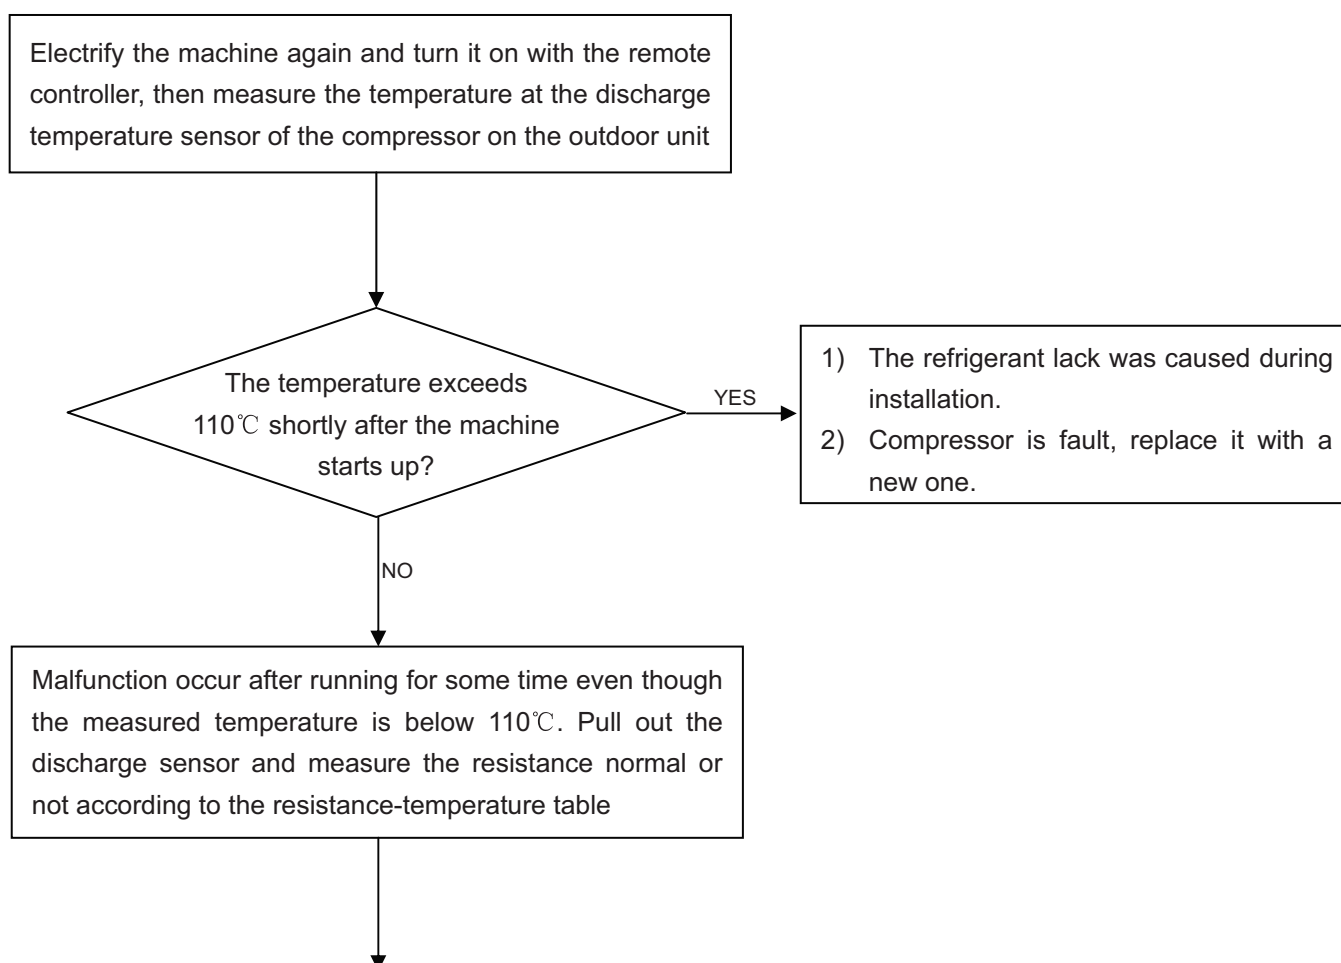 Electrify the machine again and turn it on with the remote
controller, then measure the temperature at the discharge
temperature sensor of the compressor on the outdoor unit
The temperature exceeds
110℃ shortly after the machine
starts up?
YES
1) The refrigerant lack was caused during
installation.
2) Compressor is fault, replace it with a
new one.
NO
Malfunction occur after running for some time even though
the measured temperature is below 110℃. Pull out the
discharge sensor and measure the resistance normal or
not according to the resistance-temperature table